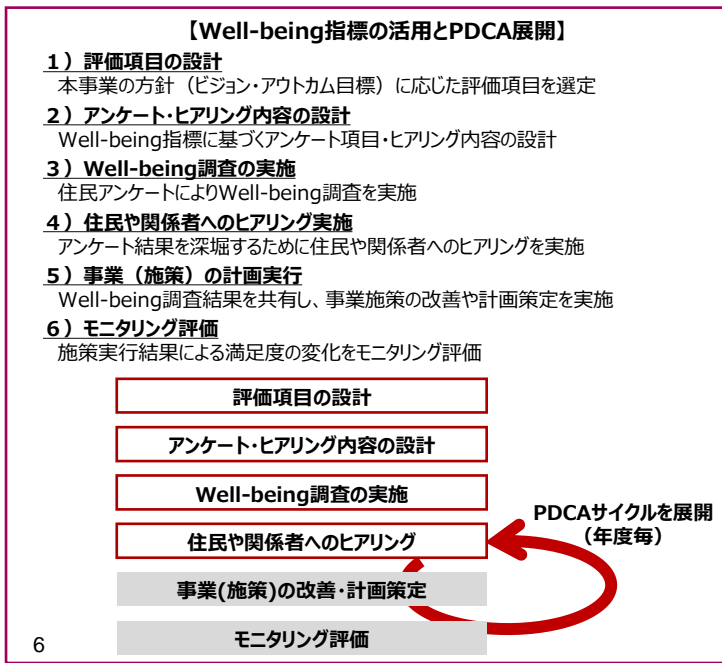 【Well-being指標の活用とPDCA展開】
１）評価項目の設計
本事業の方針（ビジョン・アウトカム目標）に応じた評価項目を選定
２）アンケート・ヒアリング内容の設計
Well-being指標に基づくアンケート項目・ヒアリング内容の設計
３）Well-being調査の実施
住民アンケートによりWell-being調査を実施
４）住民や関係者へのヒアリング実施
アンケート結果を深堀するために住民や関係者へのヒアリングを実施
５）事業（施策）の計画実行
Well-being調査結果を共有し、事業施策の改善や計画策定を実施
６）モニタリング評価
施策実行結果による満足度の変化をモニタリング評価
評価項目の設計
アンケート・ヒアリング内容の設計
Well-being調査の実施
住民や関係者へのヒアリング
事業(施策)の改善・計画策定
モニタリング評価
PDCAサイクルを展開
（年度毎）
6